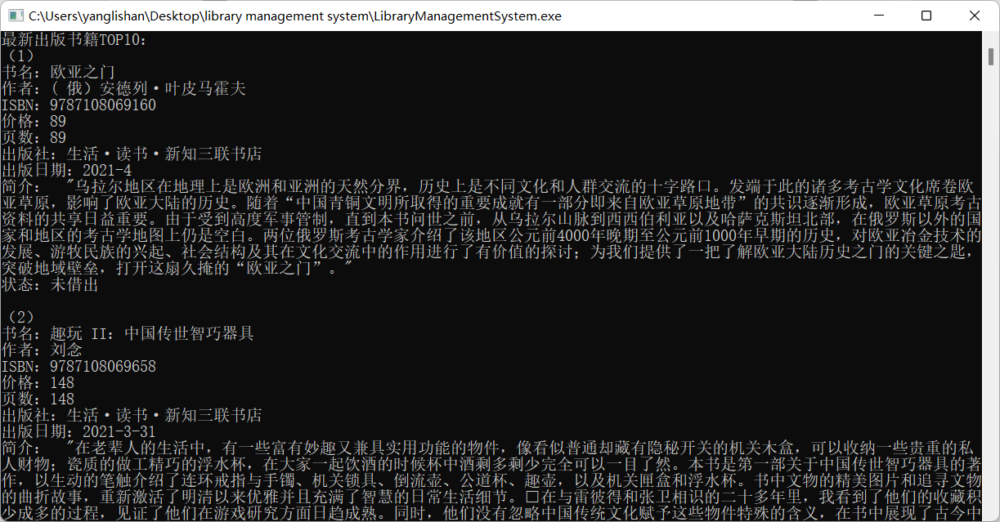 C:\Users\yanglishan\Desktop\library management system\LibraryManagementSystem.exe
最新出版书籍TOP10:
(1)
书名: 欧亚之门
作者: ( 俄) 安德列·叶皮马霍夫
ISBN: 9787108069160
价格: 89
页数: 89
出版社: 生活·读书·新知三联书店
出版日期: 2021-4
简介:  "乌拉尔地区在地理上是欧洲和亚洲的天然分界，历史上是不同文化和人群交流的十字路口。发端于此的诸多考古学文化席卷欧
亚草原，影响了欧亚大陆的历史。随着“中国青铜文明所取得的重要成就有一部分即来自欧亚草原地带”的共识逐渐形成，欧亚草原考古
资料的共享日益重要。由于受到高度军事管制，直到本书问世之前，从乌拉尔山脉到西西伯利亚以及哈萨克斯坦北部，在俄罗斯以外的国
家和地区的考古学地图上仍是空白。两位俄罗斯考古学家介绍了该地区公元前4000年晚期至公元前1000年早期的历史，对欧亚冶金技术的
发展、游牧民族的兴起、社会结构及其在文化交流中的作用进行了有价值的探讨；为我们提供了一把了解欧亚大陆历史之门的关键之匙，
突破地域壁垒，打开这扇久掩的“欧亚之门”。"
状态: 未借出
(2)
书名: 趣玩 II: 中国传世智巧器具
作者: 刘念
ISBN: 9787108069658
价格: 148
页数: 148
出版社: 生活·读书·新知三联书店
出版日期: 2021-3-31
简介:  "在老辈人的生活中，有一些富有妙趣又兼具实用功能的物件，像看似普通却藏有隐秘开关的机关木盒，可以收纳一些贵重的私
人财物；瓷质的做工精巧的浮水杯，在大家一起饮酒的时候杯中酒剩多剩少完全可以一目了然。本书是第一部关于中国传世智巧器具的著
作，以生动的笔触介绍了连环戒指与手镯、机关锁具、倒流壶、公道杯、趣壶，以及机关匣盒和浮水杯。书中文物的精美图片和追寻文物
的曲折故事，重新激活了明清以来优雅并且充满了智慧的日常生活细节。□在与雷彼得和张卫相识的二十多年里，我看到了他们的收藏积
少成多的过程，见证了他们在游戏研究方面日趋成熟。同时，他们没有忽略中国传统文化赋予这些物件特殊的含义，在书中展现了古今中